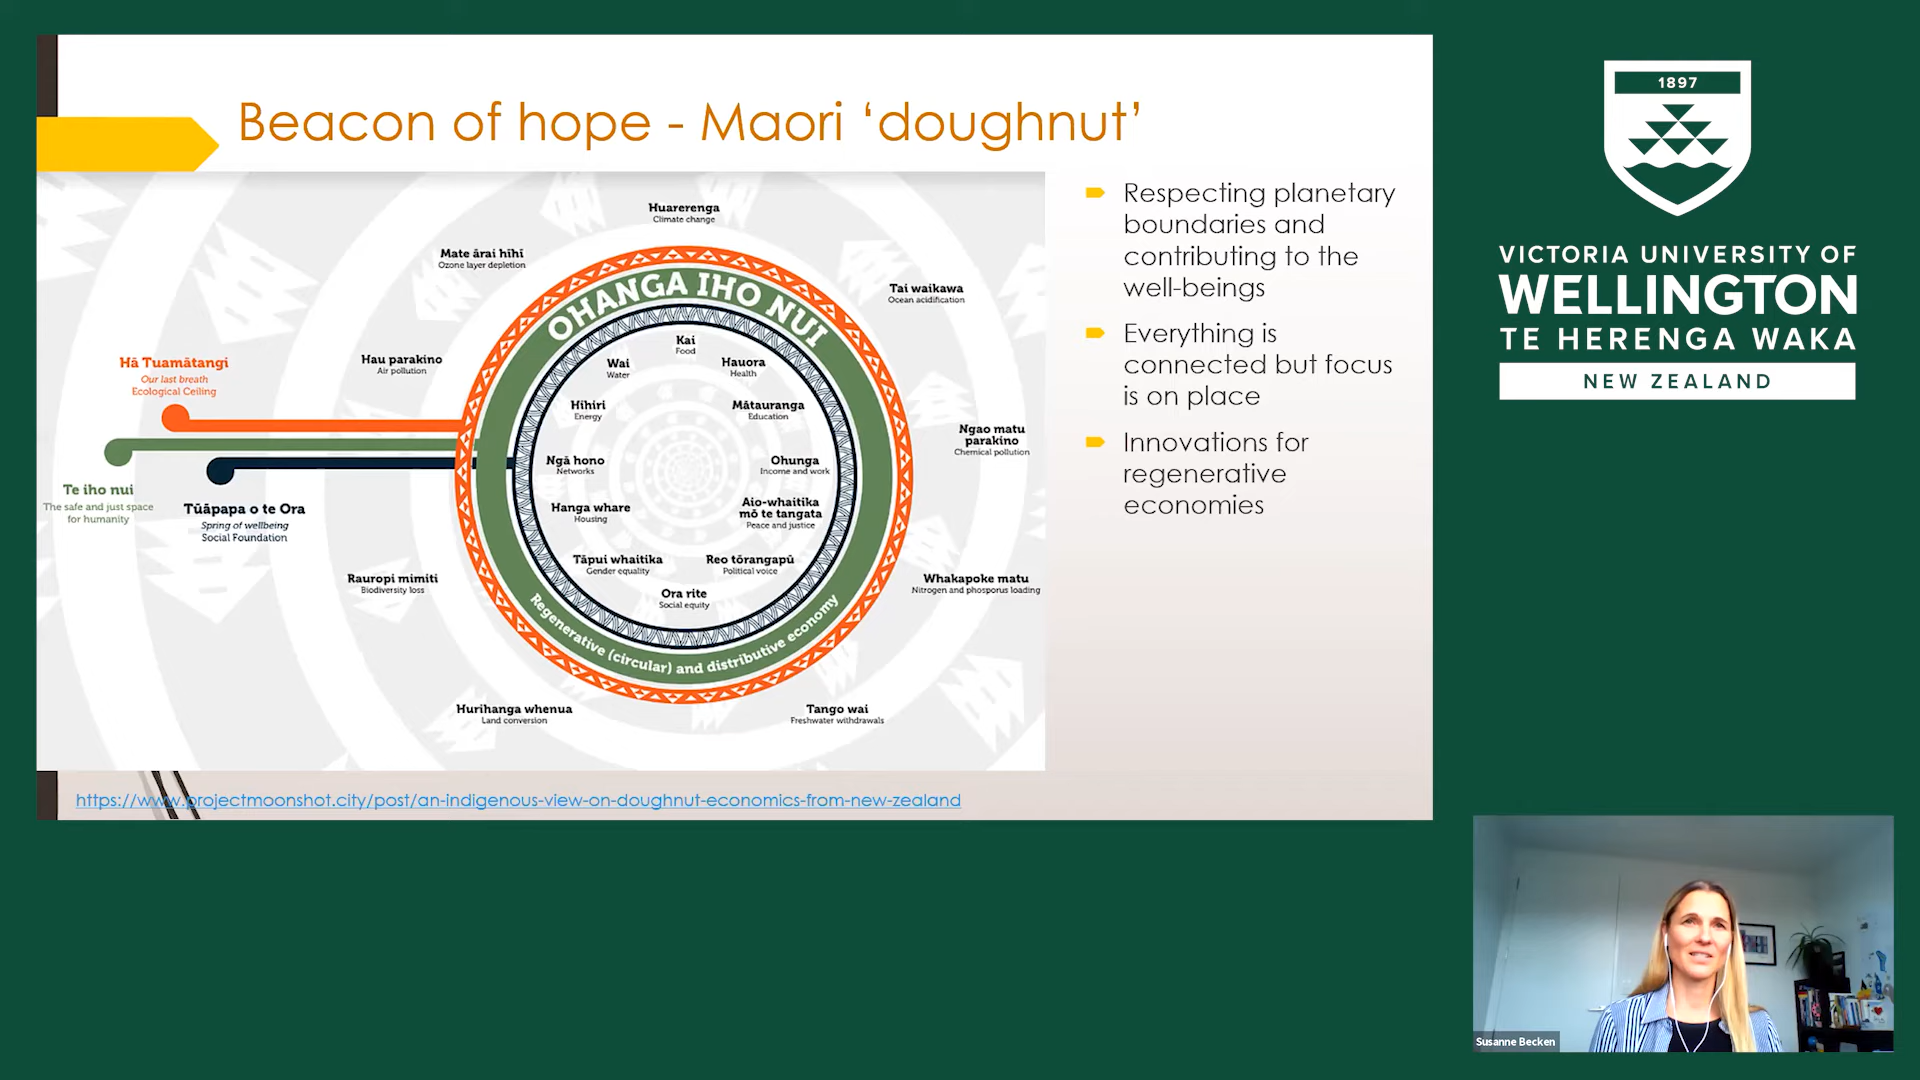 Beacon of hope - Maori ‘doughnut’
Huarerenga
Climate change
Mate ārai hīhī
Ozone layer depletion
Tai waikawa
Ocean acidification
Hau parakino
Air pollution
Ngao matu
parakino
Chemical pollution
Rauropi mimiti
Biodiversity loss
Whakapoke matu
Nitrogen and phosporus loading
Hurihanga whenua
Land conversion
Tango wai
Freshwater withdrawals
OHANGA IHO NUI
Regenerative (circular) and distributive economy
Kai
Food
Wai
Water
Hauora
Health
Hīhiri
Energy
Mātauranga
Education
Ngā hono
Networks
Ohunga
Income and work
Hanga whare
Housing
Aio-whaitika
mō te tangata
Peace and justice
Tāpui whaitika
Gender equality
Reo tōrangapū
Political voice
Ora rite
Social equity
Hā Tuamātangi
Our last breath
Ecological Ceiling
Te iho nui
The safe and just space
for humanity
Tūāpapa o te Ora
Spring of wellbeing
Social Foundation
Respecting planetary
boundaries and
contributing to the
well-beings
Everything is
connected but focus
is on place
Innovations for
regenerative
economies
https://www.projectmoonshot.city/post/an-indigenous-view-on-doughnut-economics-from-new-zealand
1897
VICTORIA UNIVERSITY OF
WELLINGTON
TE HERENGA WAKA
NEW ZEALAND
Susanne Becken